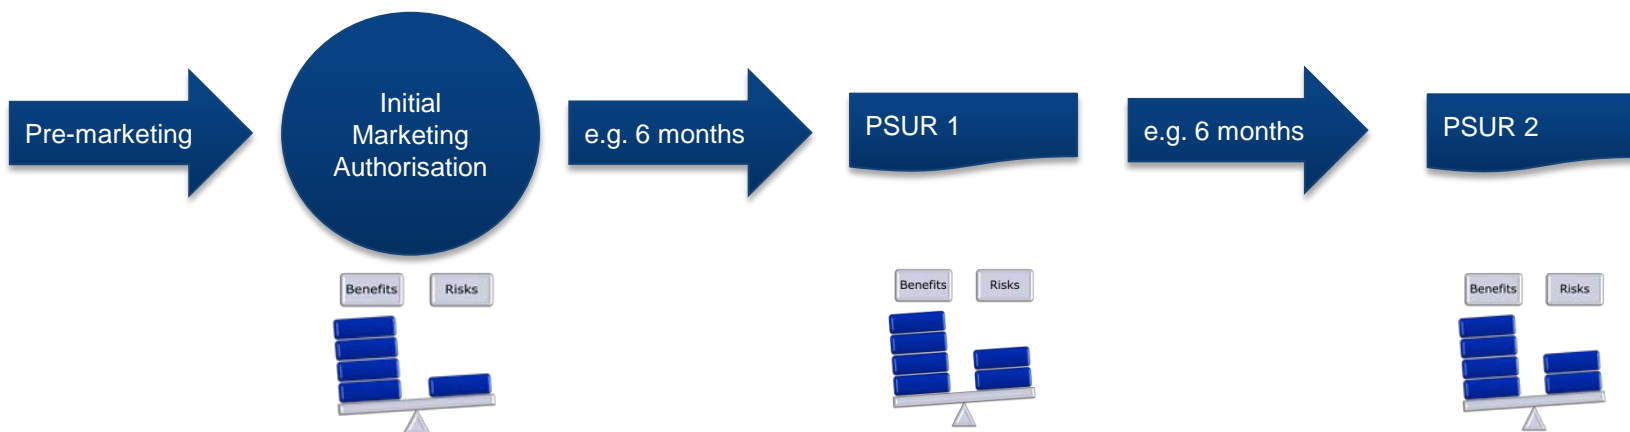 Pre-marketing
Initial
Marketing
Authorisation
e.g. 6 months
PSUR 1
e.g. 6 months
PSUR 2
Benefits Risks
Benefits Risks
Benefits Risks